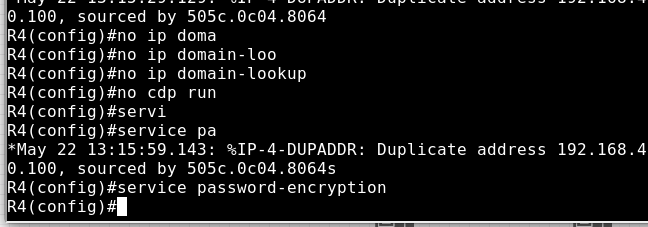 0.100, sourced by 505c.0c04.8064
R4(config)#no ip doma
R4(config)#no ip domain-loo
R4(config)#no ip domain-lookup
R4(config)#no cdp run
R4(config)#servi
R4(config)#service pa
*May 22 13:15:59.143: %IP-4-DUPADDR: Duplicate address 192.168.4
0.100, sourced by 505c.0c04.8064s
R4(config)#service password-encryption
R4(config)#